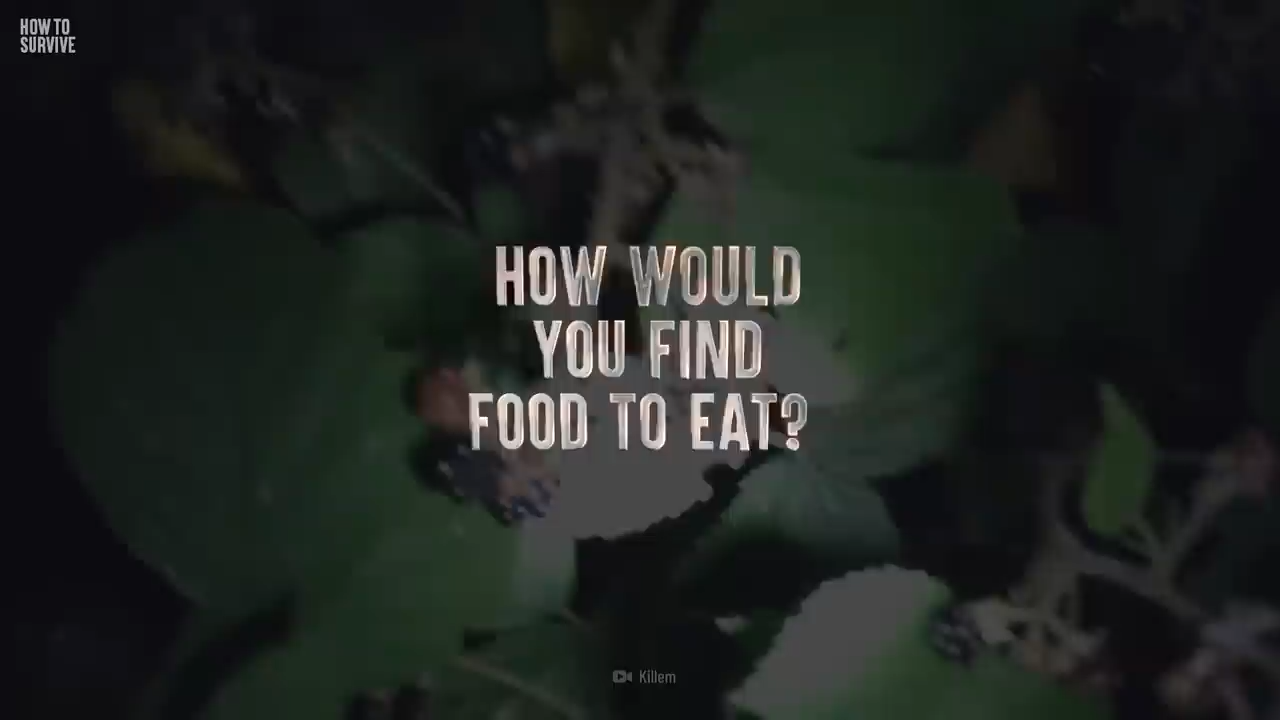 HOW TO
SURVIVE
HOW WOULD
YOU FIND
FOOD TO EAT?
Killem